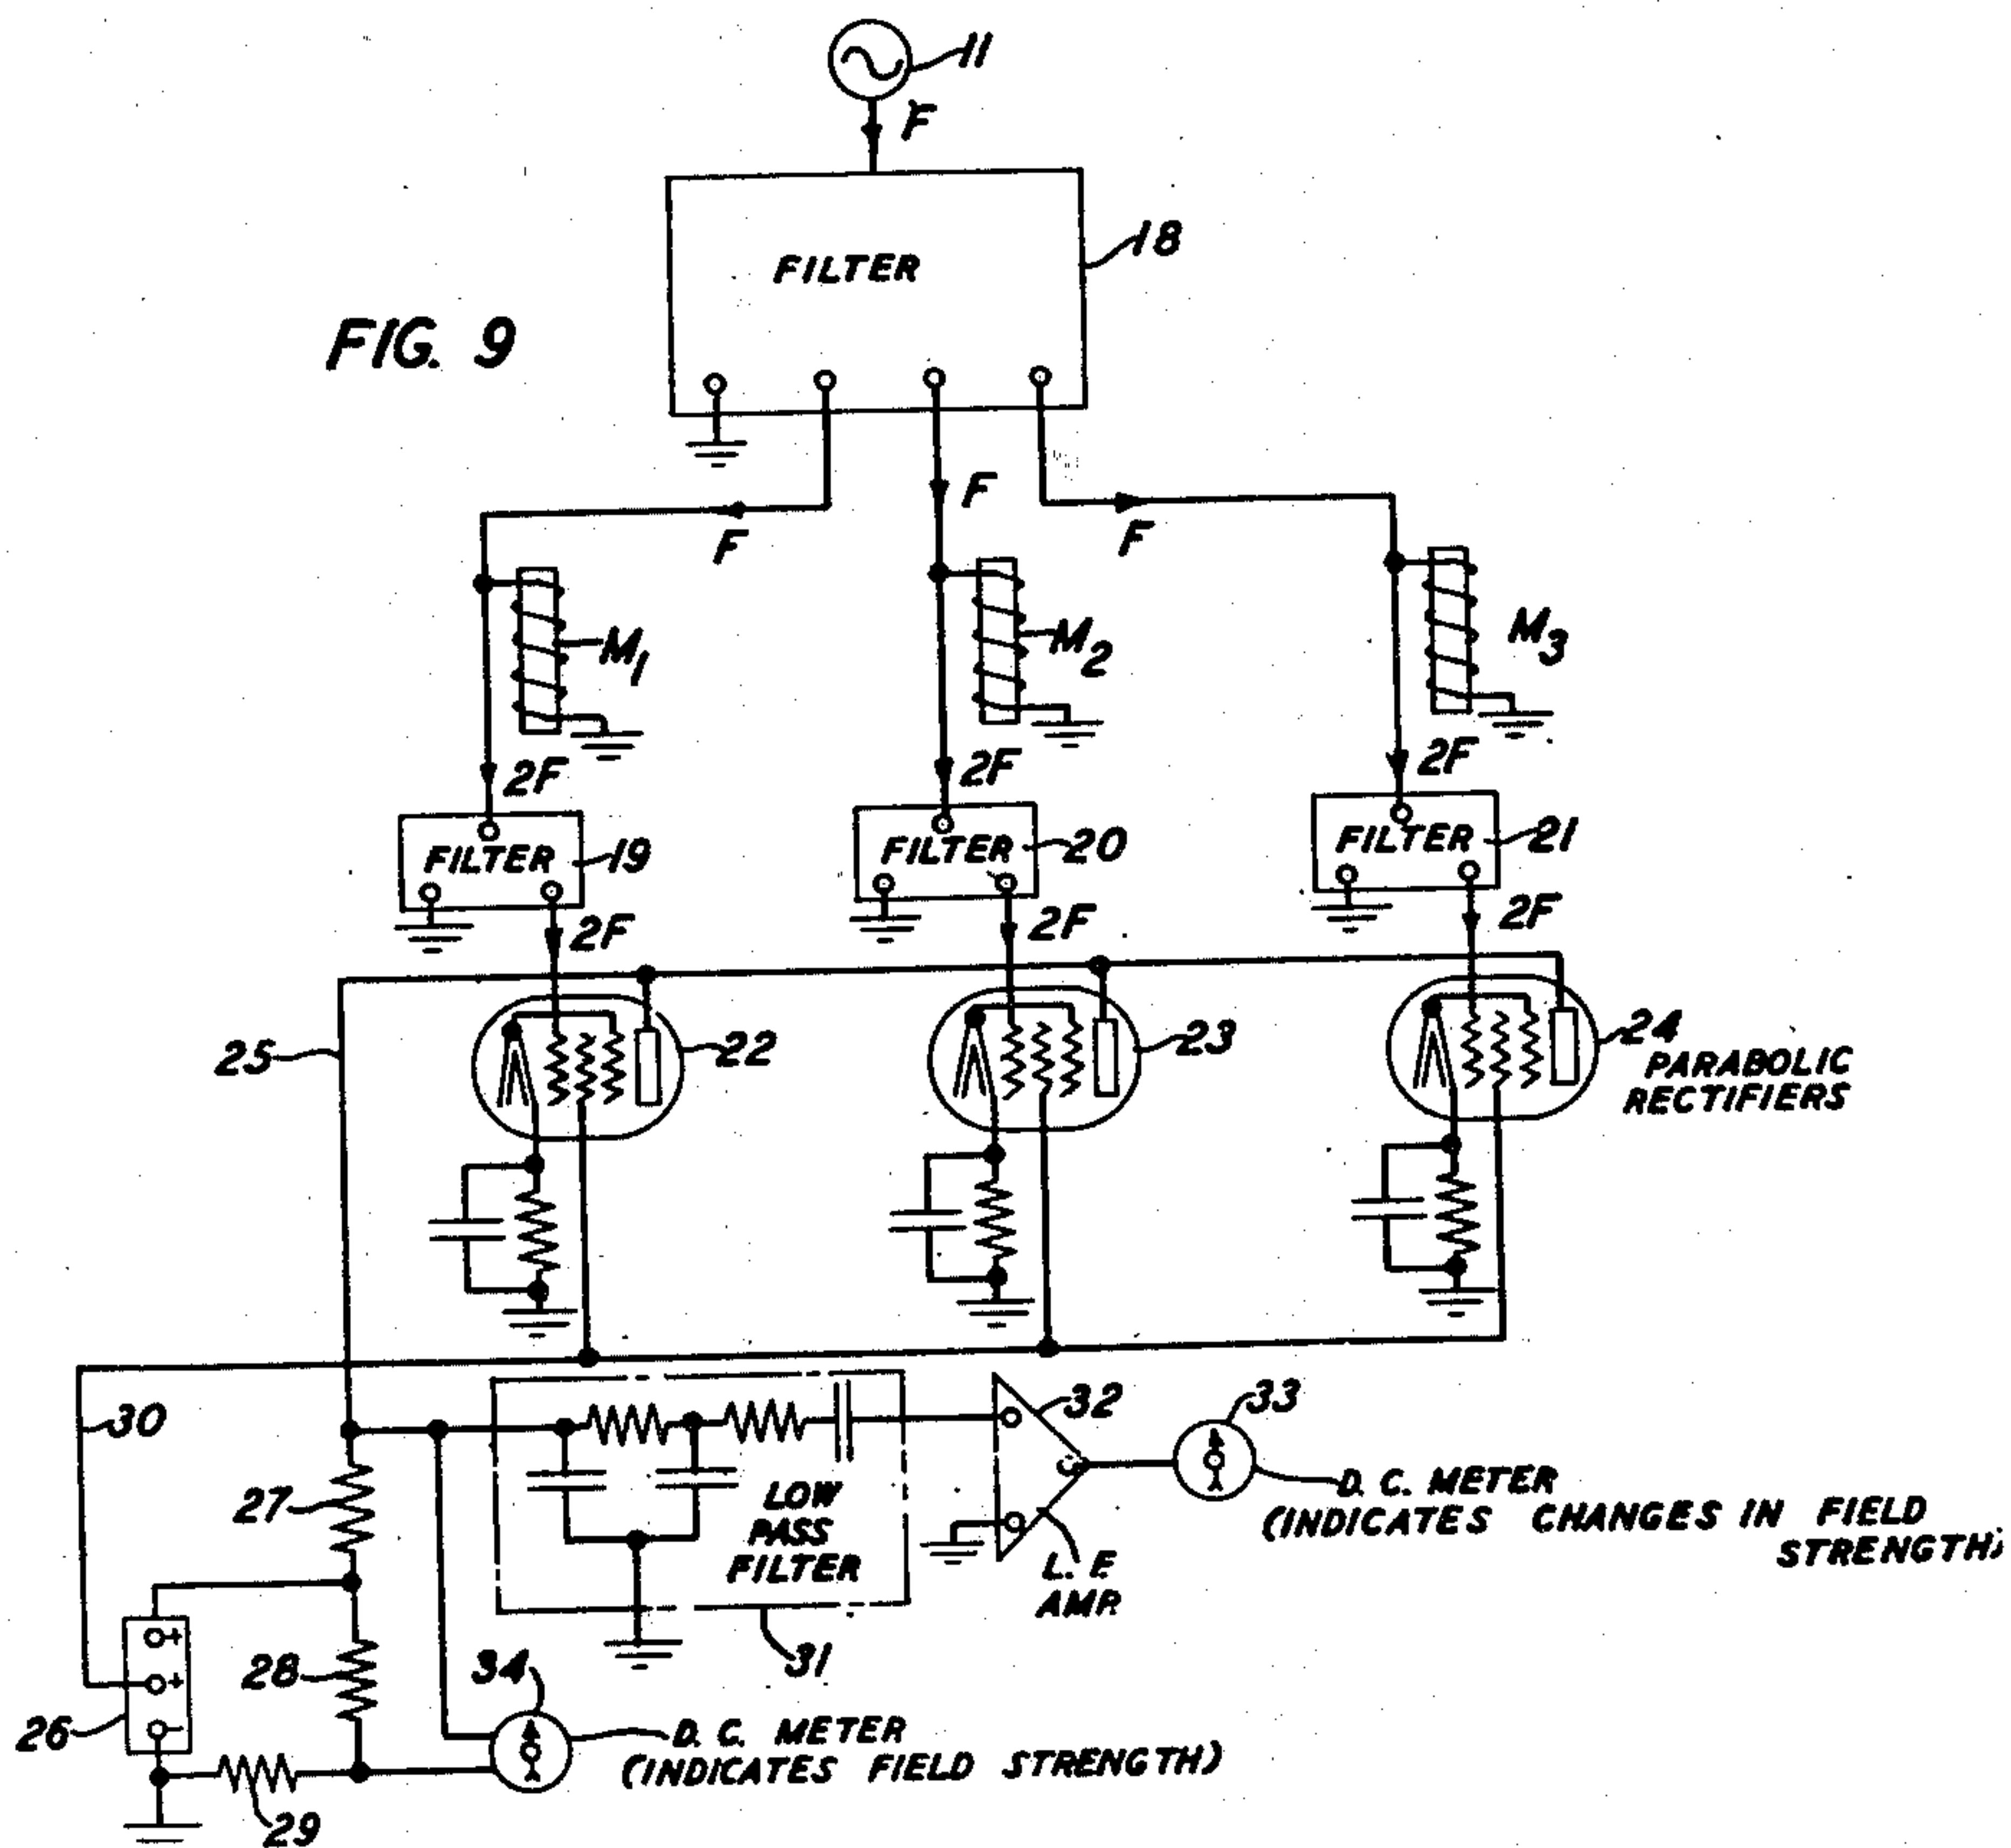 11
F
FILTER
18
FIG. 9
F
F
F
M1
M2
M3
2F
2F
2F
FILTER
19
FILTER
20
FILTER
21
2F
2F
2F
25
22
23
24
PARABOLIC
RECTIFIERS
30
32
33
27
LOW
PASS
FILTER
D. C. METER
(INDICATES CHANGES IN FIELD
STRENGTH)
L. F.
AMP.
28
34
31
26
D. C. METER
(INDICATES FIELD STRENGTH)
29
+
+
−